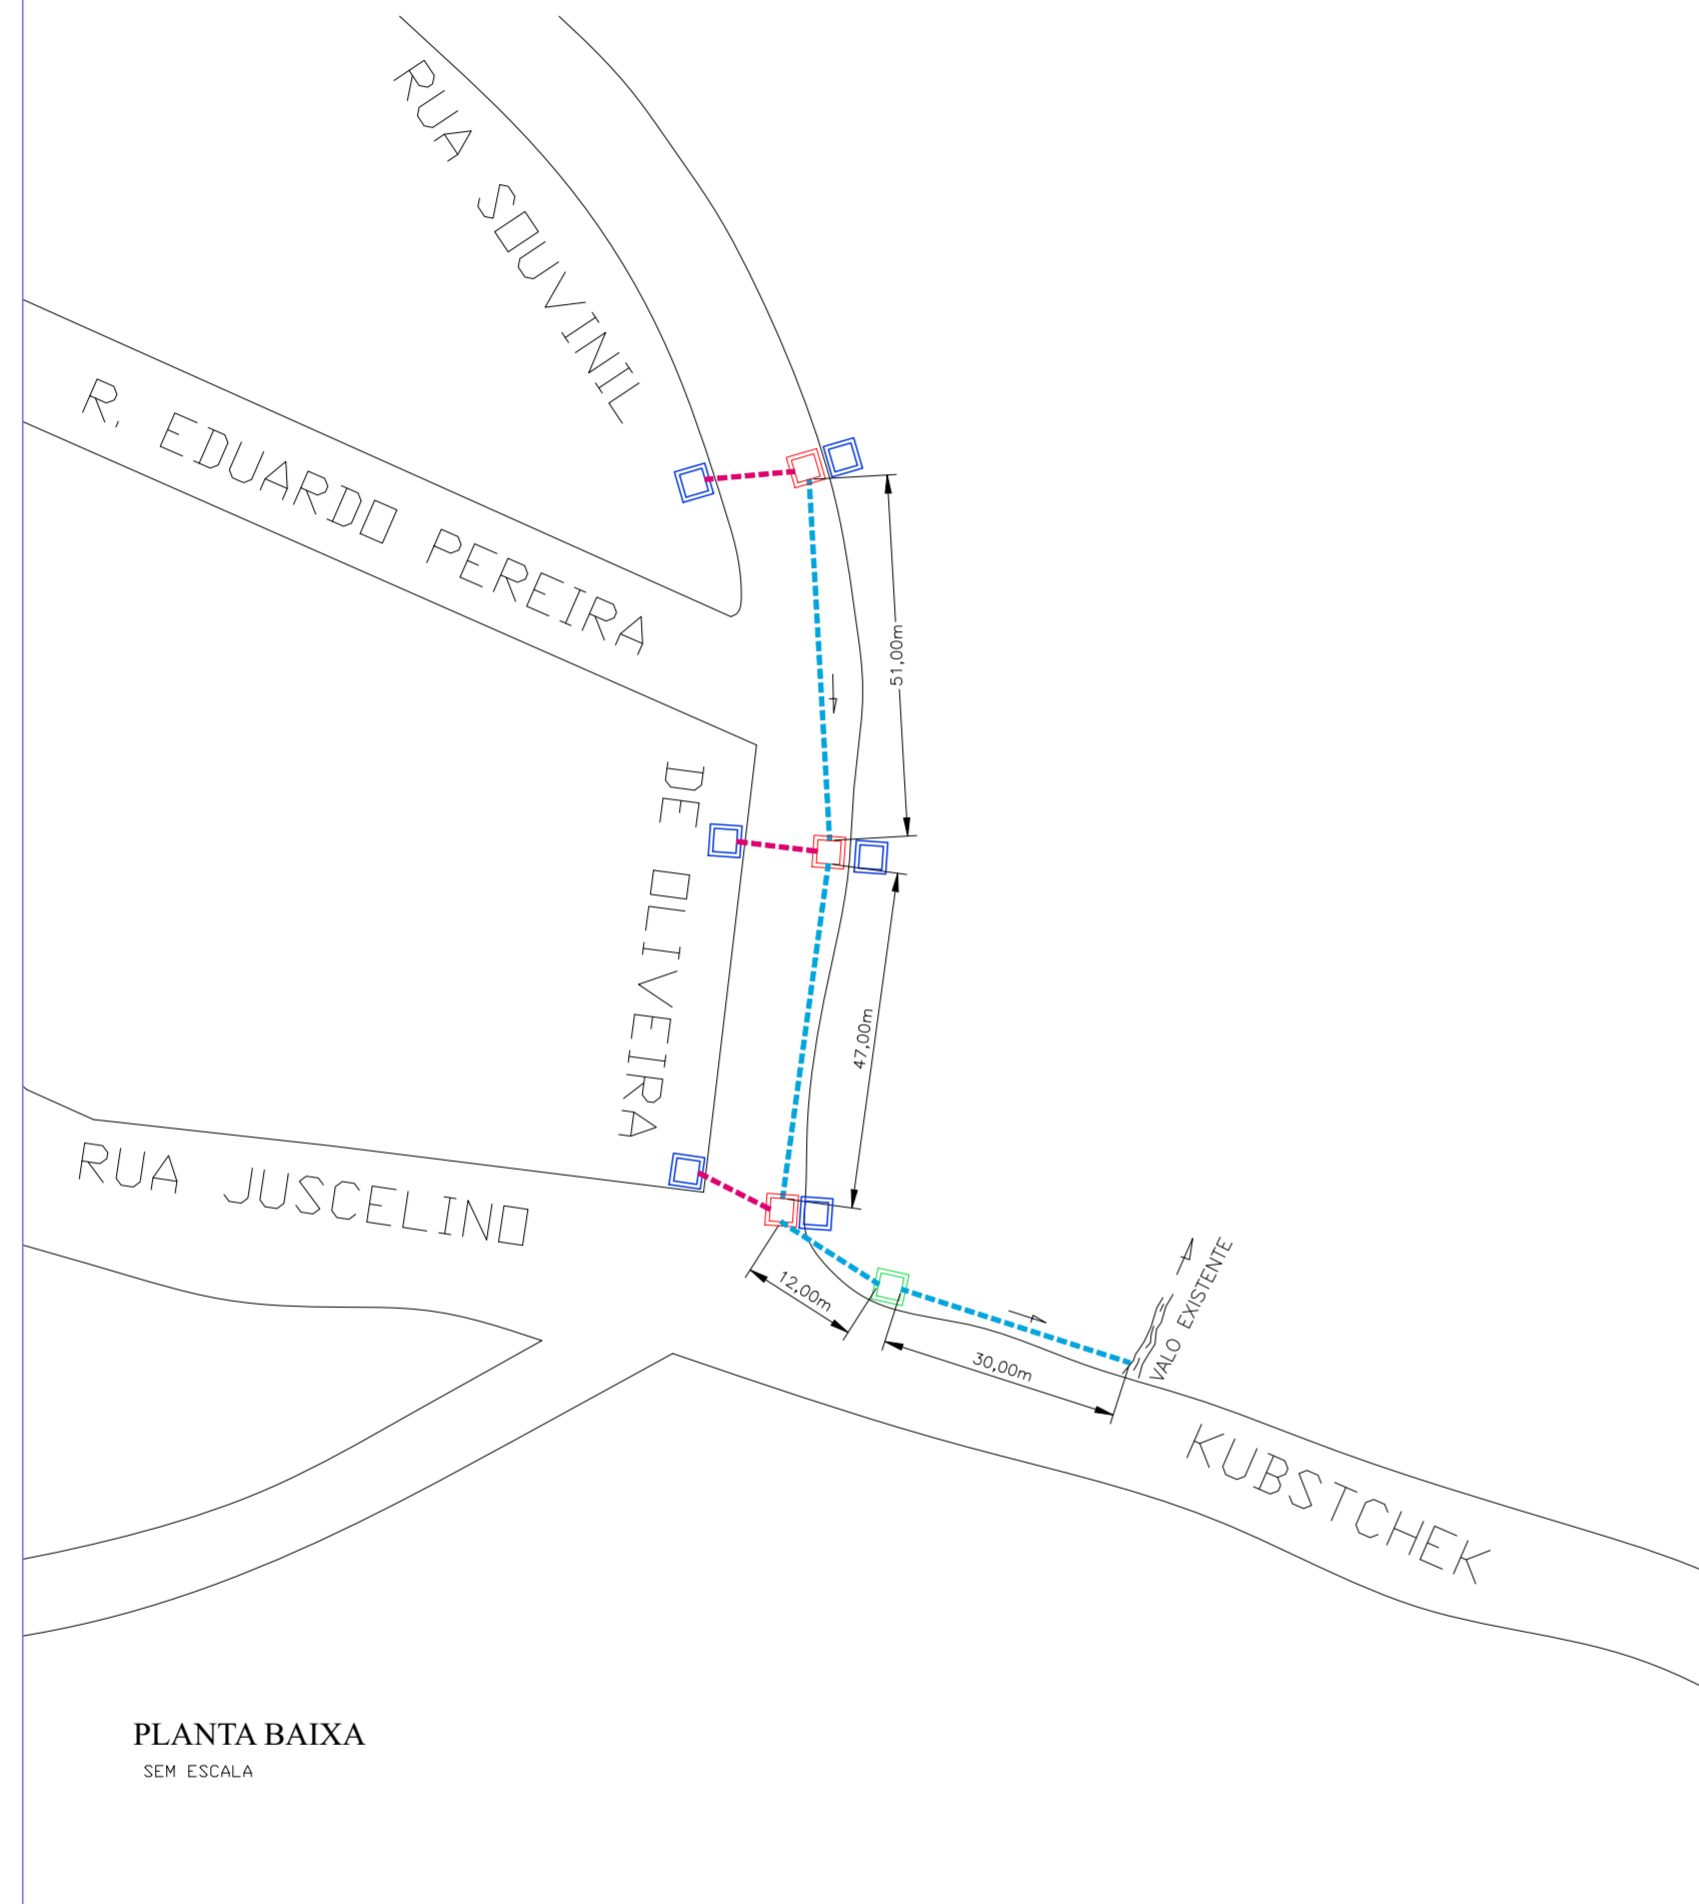 RUA SOUVINIL
R. EDUARDO PEREIRA
51,00m
DE OLIVEIRA
47,00m
RUA JUSCELINO
12,00m
30,00m
VALO EXISTENTE
KUBSTCHEK
PLANTA BAIXA
SEM ESCALA